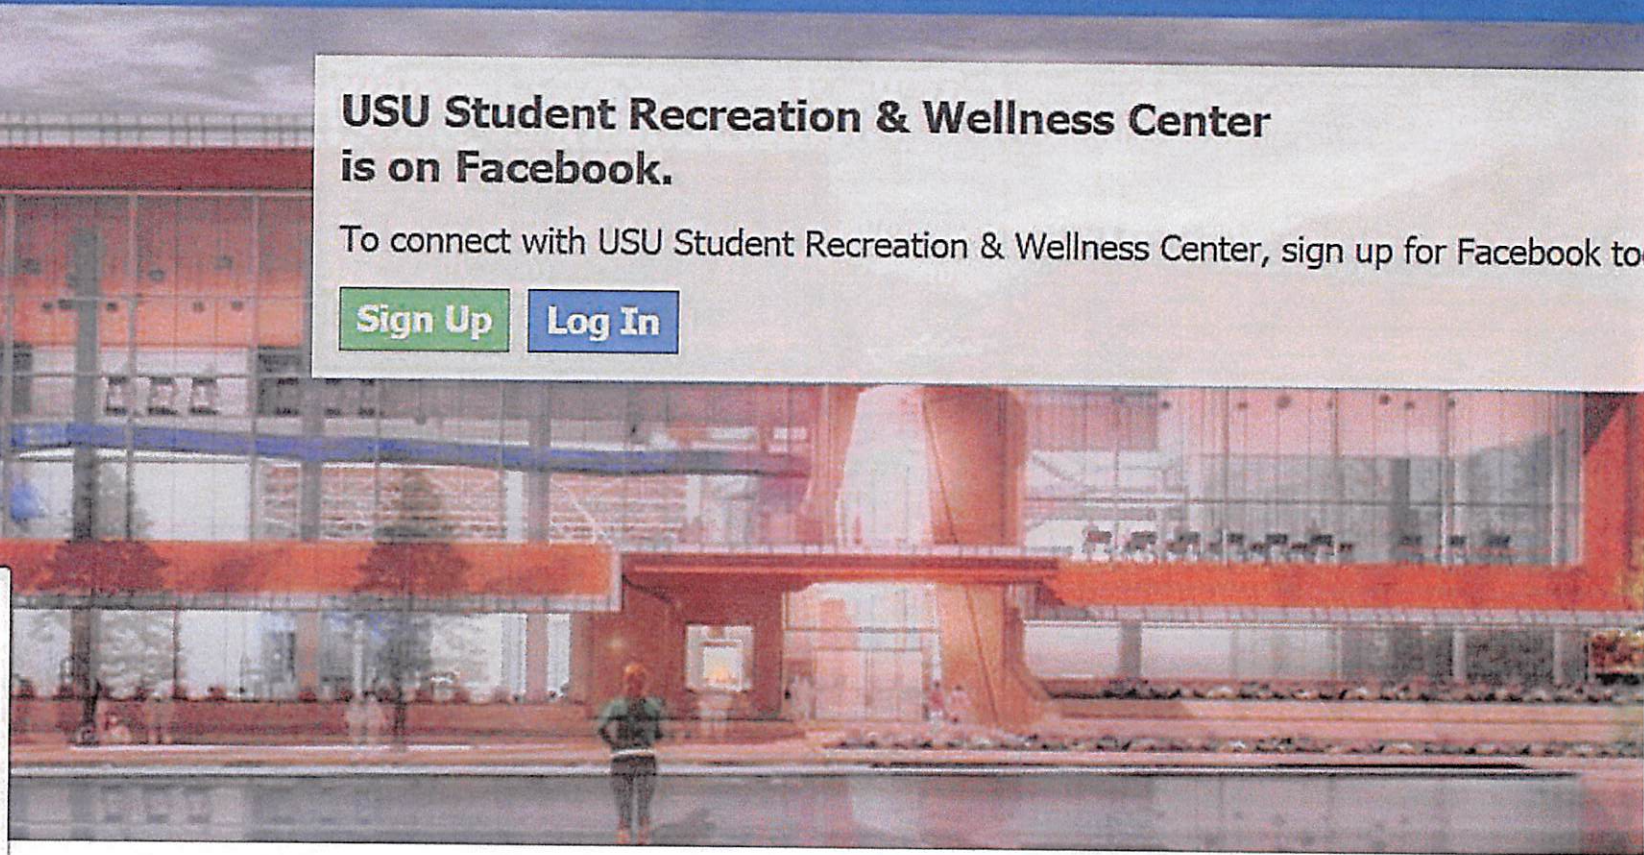 USU Student Recreation & Wellness Center
is on Facebook.
To connect with USU Student Recreation & Wellness Center, sign up for Facebook
Sign Up Log In